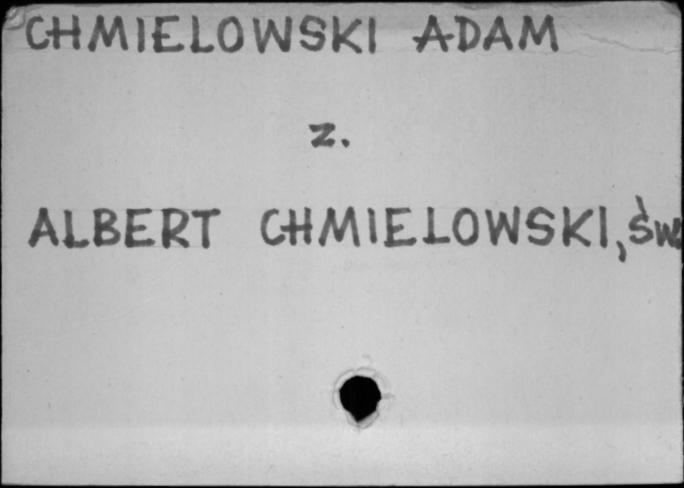 CHMIELOWSKI ADAM
z.
ALBERT CHMIELOWSKI, św.